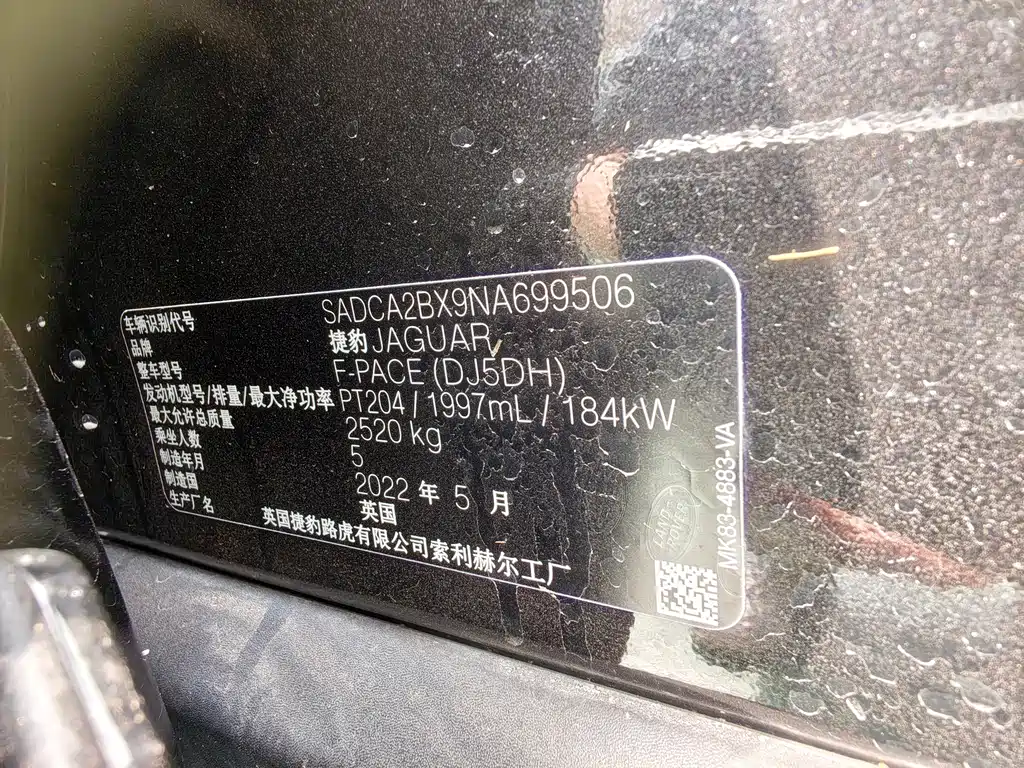 车辆识别代号 SADCA2BX9NA699506
品牌 捷豹 JAGUAR
整车型号 F-PACE (DJ5DH)
发动机型号/排量/最大净功率 PT204 / 1997mL / 184kW
最大允许总质量 2520 kg
乘坐人数 5
制造年月 2022 年 5 月
制造国 英国
生产厂名 英国捷豹路虎有限公司索利赫尔工厂
LAND
ROVER
MK83-4883-VA